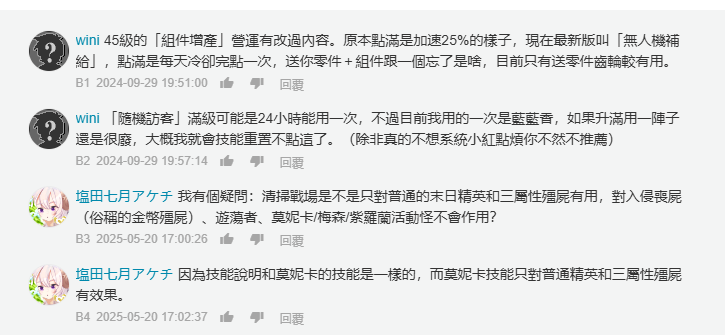 wini 45級的「組件增產」營運有改過內容。原本點滿是加速25%的樣子，現在最新版叫「無人機補
給」，點滿是每天冷卻完點一次，送你零件＋組件跟一個忘了是啥，目前只有送零件齒輪較有用。
B1 2024-09-29 19:51:00 回覆
wini 「隨機訪客」滿級可能是24小時能用一次，不過目前我用的一次是藍藍香，如果升滿用一陣子
還是很廢，大概我就會技能重置不點這了。（除非真的不想系統小紅點煩你不然不推薦）
B2 2024-09-29 19:57:14 回覆
塩田七月アケチ 我有個疑問：清掃戰場是不是只對普通的末日精英和三屬性殭屍有用，對入侵喪屍
（俗稱的金幣殭屍）、遊蕩者、莫妮卡/梅森/紫羅蘭活動怪不會作用？
B3 2025-05-20 17:00:26 回覆
塩田七月アケチ 因為技能說明和莫妮卡的技能是一樣的，而莫妮卡技能只對普通精英和三屬性殭屍
有效果。
B4 2025-05-20 17:02:37 回覆